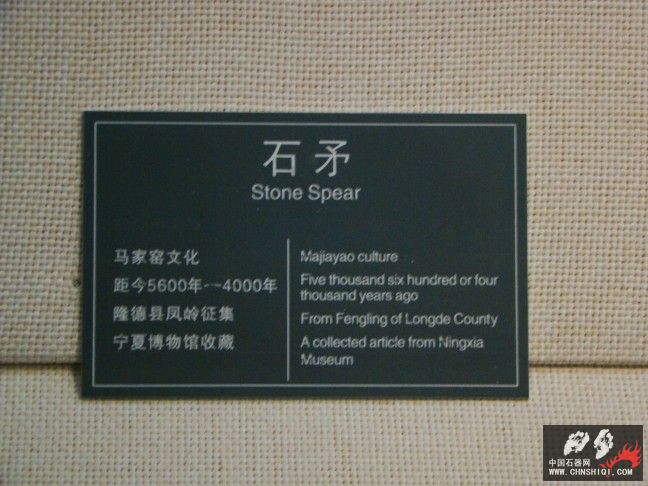 石矛
Stone Spear
马家窑文化
距今5600年—4000年
隆德县凤岭征集
宁夏博物馆收藏
Majiayao culture
Five thousand six hundred or four
thousand years ago
From Fengling of Longde County
A collected article from Ningxia
Museum
中国石器网
WWW.CHNSHIQI.COM